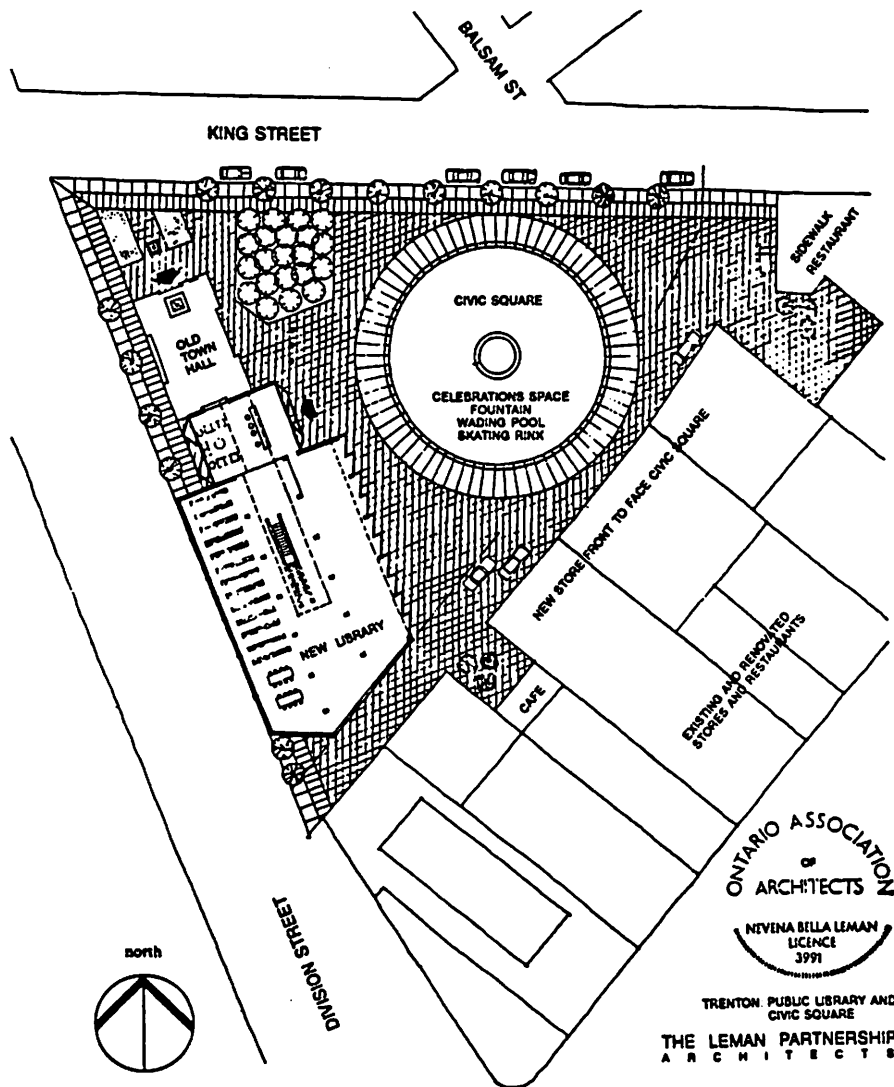 BALSAM ST
KING STREET
SIDEWALK
RESTAURANT
CIVIC SQUARE
OLD
TOWN
HALL
CELEBRATIONS SPACE
FOUNTAIN
WADING POOL
SKATING RINK
NEW STORE FRONT TO FACE CIVIC SQUARE
NEW LIBRARY
CAFE
EXISTING AND RENOVATED
STORES AND RESTAURANTS
DIVISION STREET
north
ONTARIO ASSOCIATION
OF
ARCHITECTS
NEVENA BELLA LEMAN
LICENCE
3991
TRENTON PUBLIC LIBRARY AND
CIVIC SQUARE
THE LEMAN PARTNERSHIP
ARCHITECTS